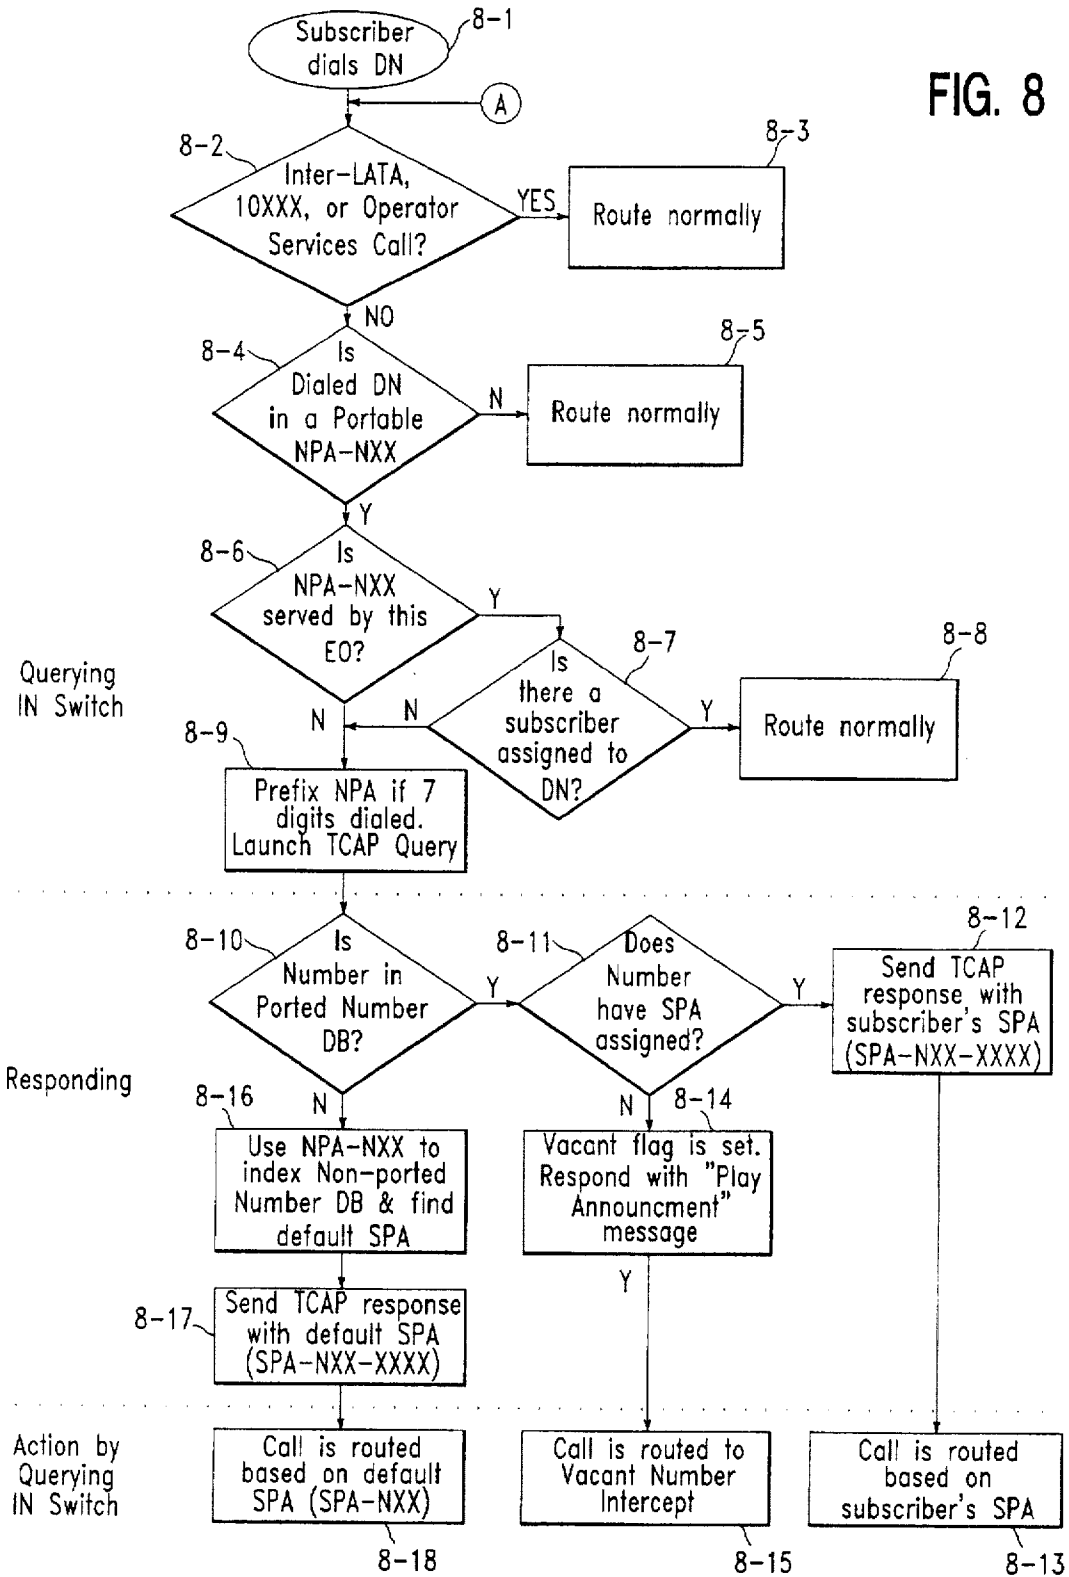 8-1
Subscriber
dials DN
FIG. 8
A
8-2
Inter-LATA,
10XXX, or Operator
Services Call?
YES
8-3
Route normally
NO
8-4
Is
Dialed DN
in a Portable
NPA-NXX
N
8-5
Route normally
Y
8-6
Is
NPA-NXX
served by this
EO?
Y
8-7
Is
there a
subscriber
assigned to
DN?
N
Y
8-8
Route normally
Querying
IN Switch
N
8-9
Prefix NPA if 7
digits dialed.
Launch TCAP Query
8-10
Is
Number in
Ported Number
DB?
Y
8-11
Does
Number
have SPA
assigned?
Y
8-12
Send TCAP
response with
subscriber's SPA
(SPA-NXX-XXXX)
Responding
N
8-16
Use NPA-NXX to
index Non-ported
Number DB & find
default SPA
N
8-14
Vacant flag is set.
Respond with "Play
Announcment"
message
Y
8-17
Send TCAP response
with default SPA
(SPA-NXX-XXXX)
Action by
Querying
IN Switch
Call is routed
based on default
SPA (SPA-NXX)
8-18
Call is routed to
Vacant Number
Intercept
8-15
Call is routed
based on
subscriber's SPA
8-13